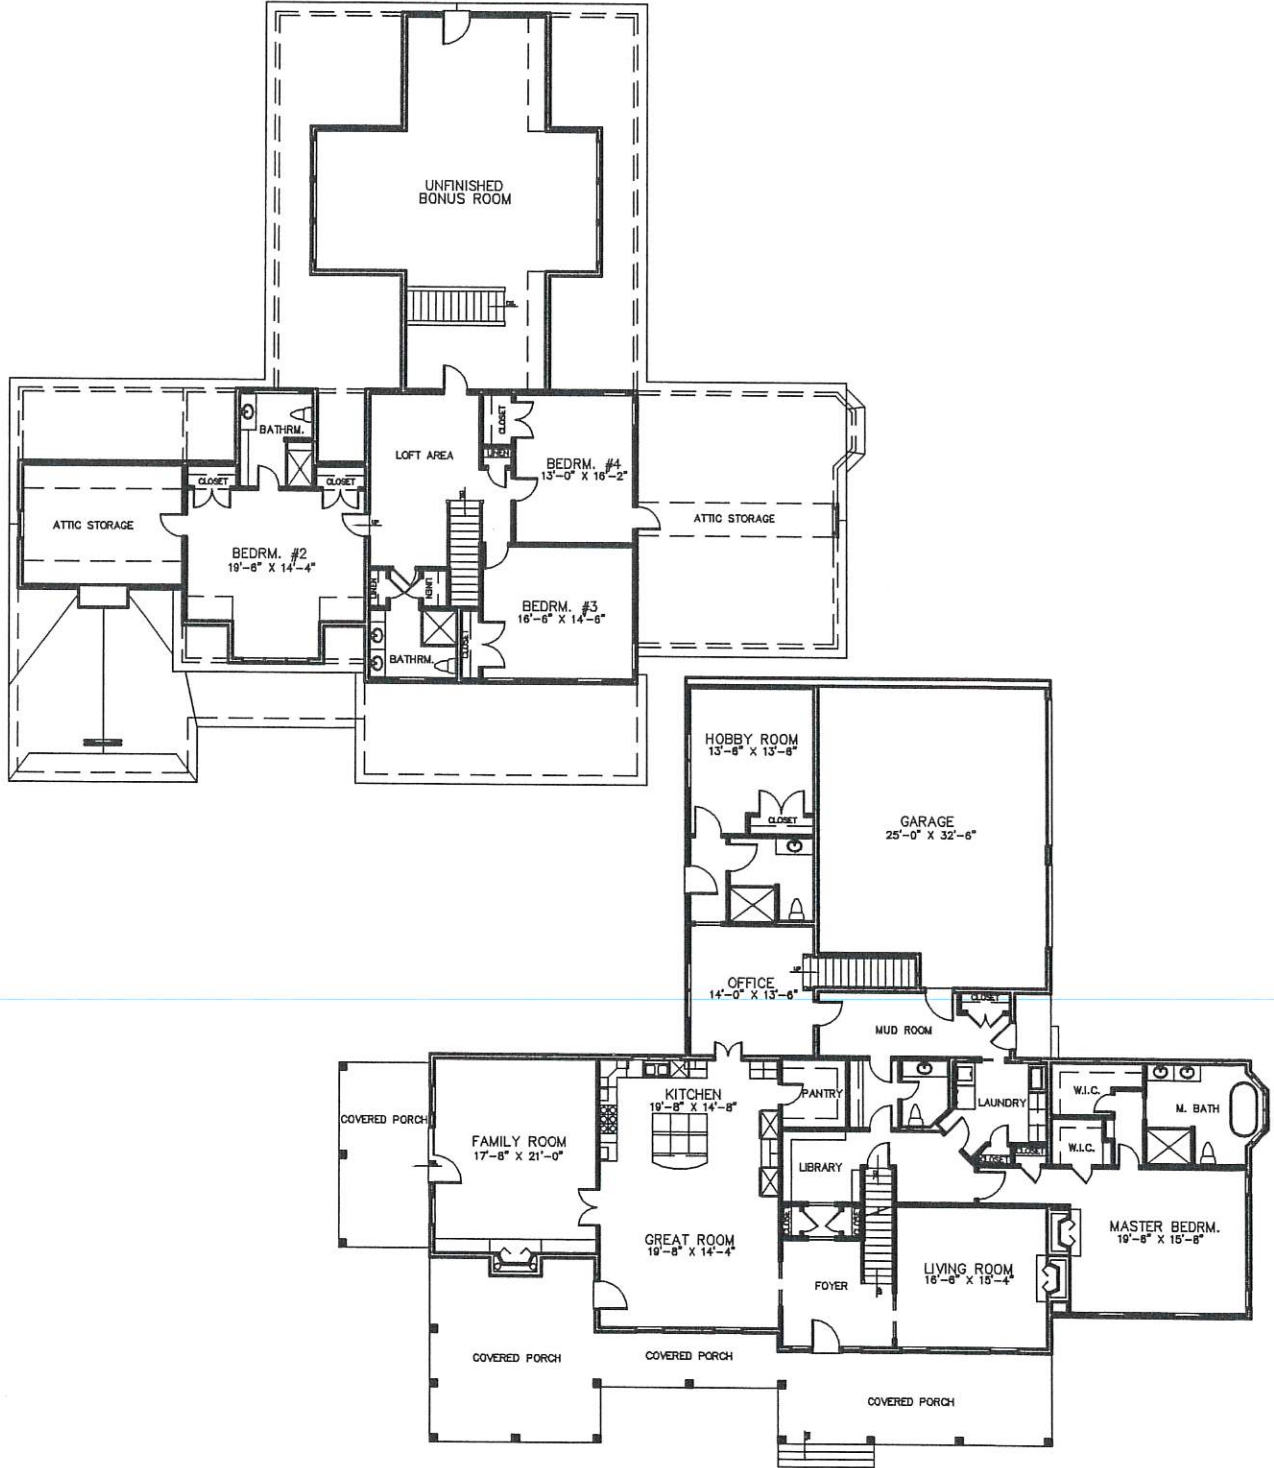 UNFINISHED
BONUS ROOM
BATHRM.
CLOSET
CLOSET
LOFT AREA
CLOSET
LINEN
BEDRM. #4
13'-0" X 16'-2"
ATTIC STORAGE
ATTIC STORAGE
BEDRM. #2
19'-6" X 14'-4"
LINEN
LINEN
BEDRM. #3
16'-6" X 14'-6"
CLOSET
BATHRM.
HOBBY ROOM
13'-6" X 13'-6"
CLOSET
GARAGE
25'-0" X 32'-6"
OFFICE
14'-0" X 13'-6"
UP
CLOSET
MUD ROOM
COVERED PORCH
FAMILY ROOM
17'-8" X 21'-0"
KITCHEN
19'-8" X 14'-8"
PANTRY
LAUNDRY
W.I.C.
M. BATH
LIBRARY
CLOSET
CLOSET
W.I.C.
GREAT ROOM
19'-8" X 14'-4"
CLOSET
CLOSET
FOYER
LIVING ROOM
16'-6" X 15'-4"
MASTER BEDRM.
19'-6" X 15'-8"
COVERED PORCH
COVERED PORCH
COVERED PORCH